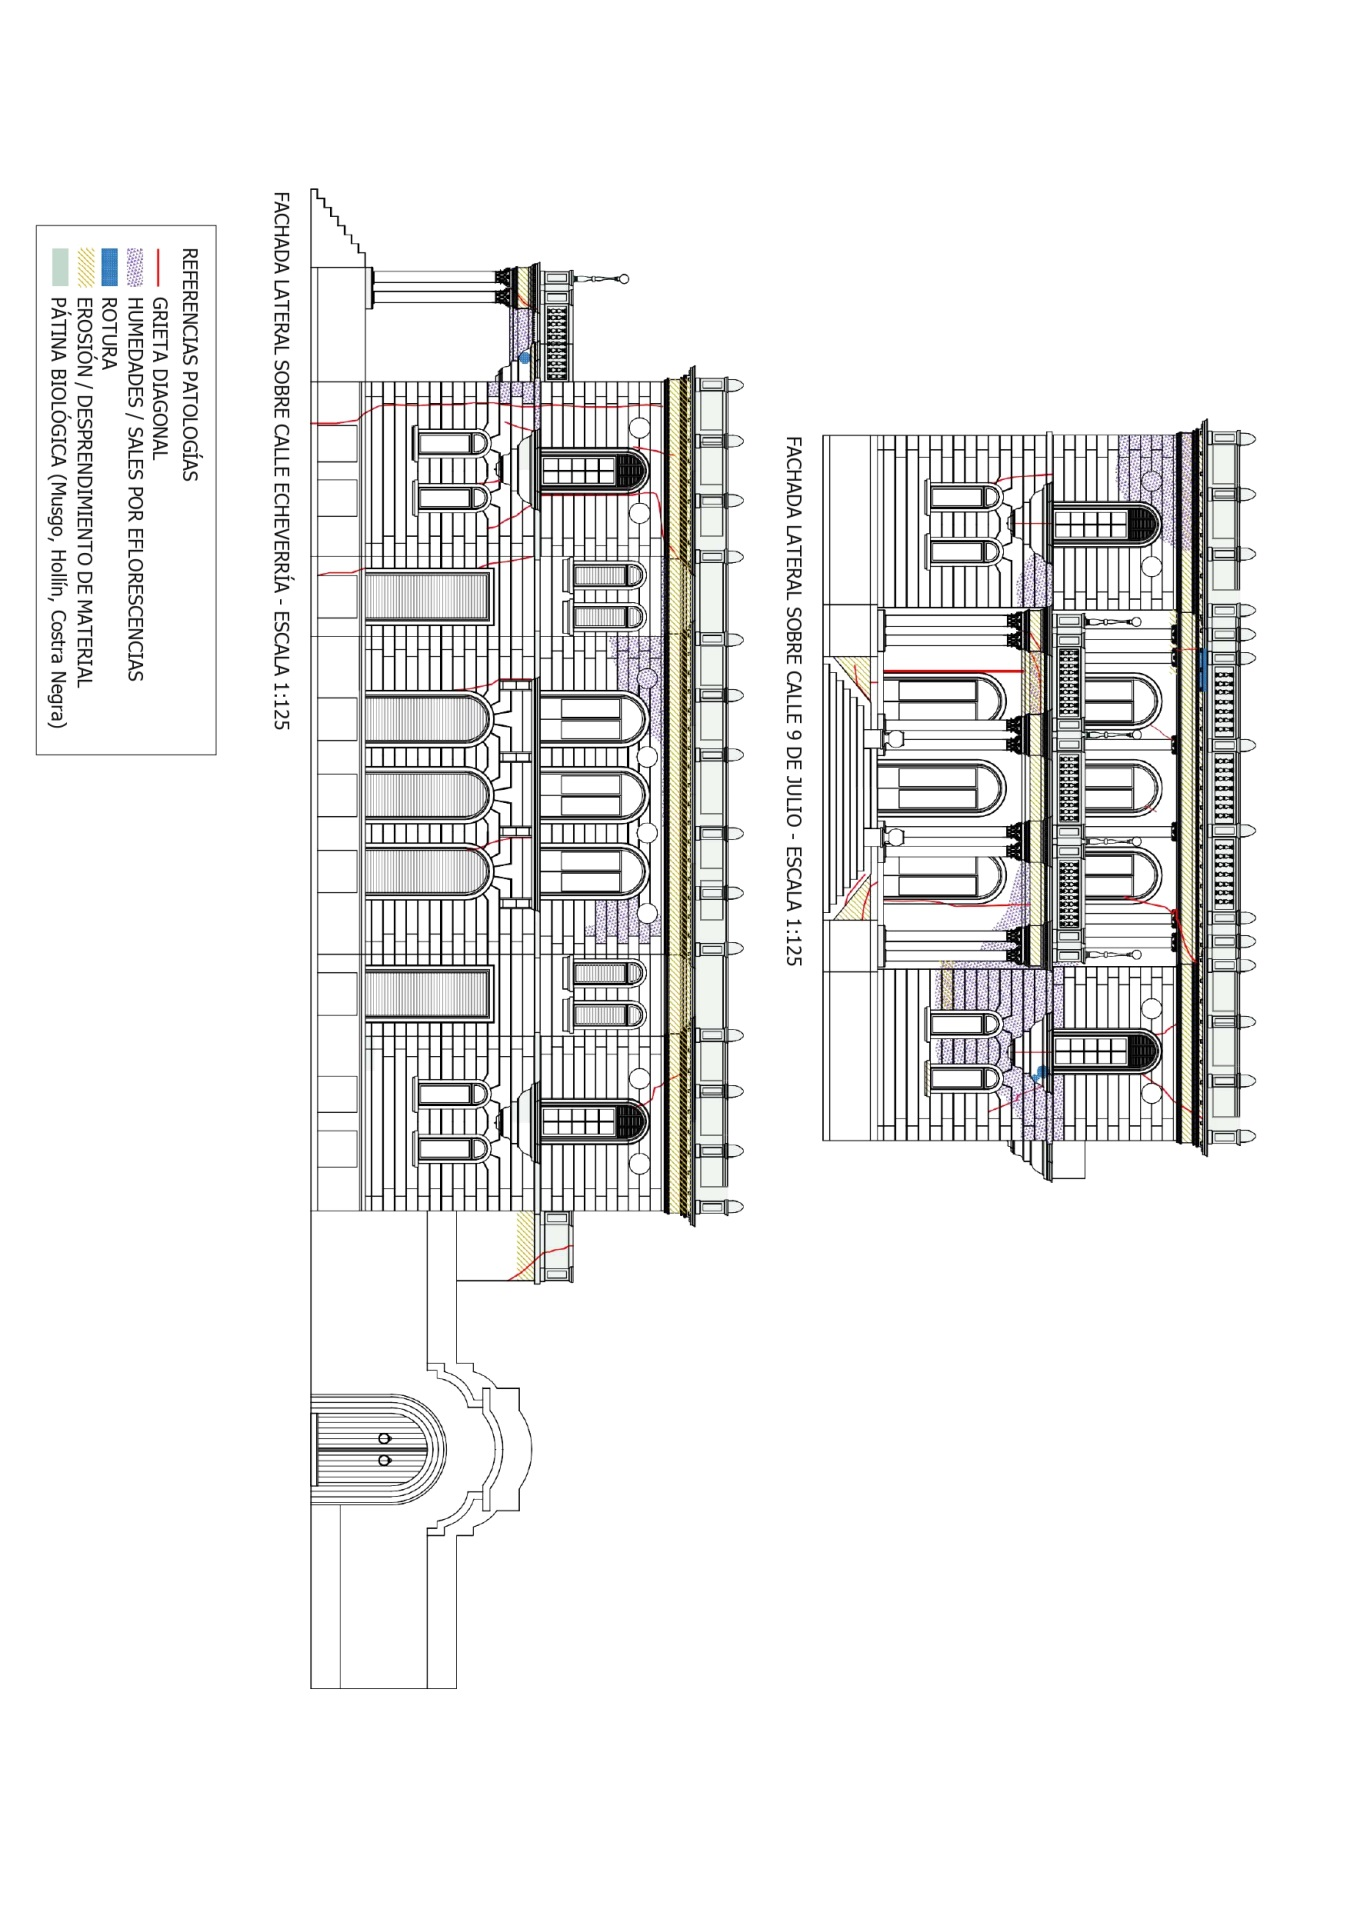 FACHADA LATERAL SOBRE CALLE 9 DE JULIO - ESCALA 1:125
FACHADA LATERAL SOBRE CALLE ECHEVERRÍA - ESCALA 1:125
REFERENCIAS PATOLOGÍAS
GRIETA DIAGONAL
HUMEDADES / SALES POR EFLORESCENCIAS
ROTURA
EROSIÓN / DESPRENDIMIENTO DE MATERIAL
PÁTINA BIOLÓGICA (Musgo, Hollín, Costra Negra)